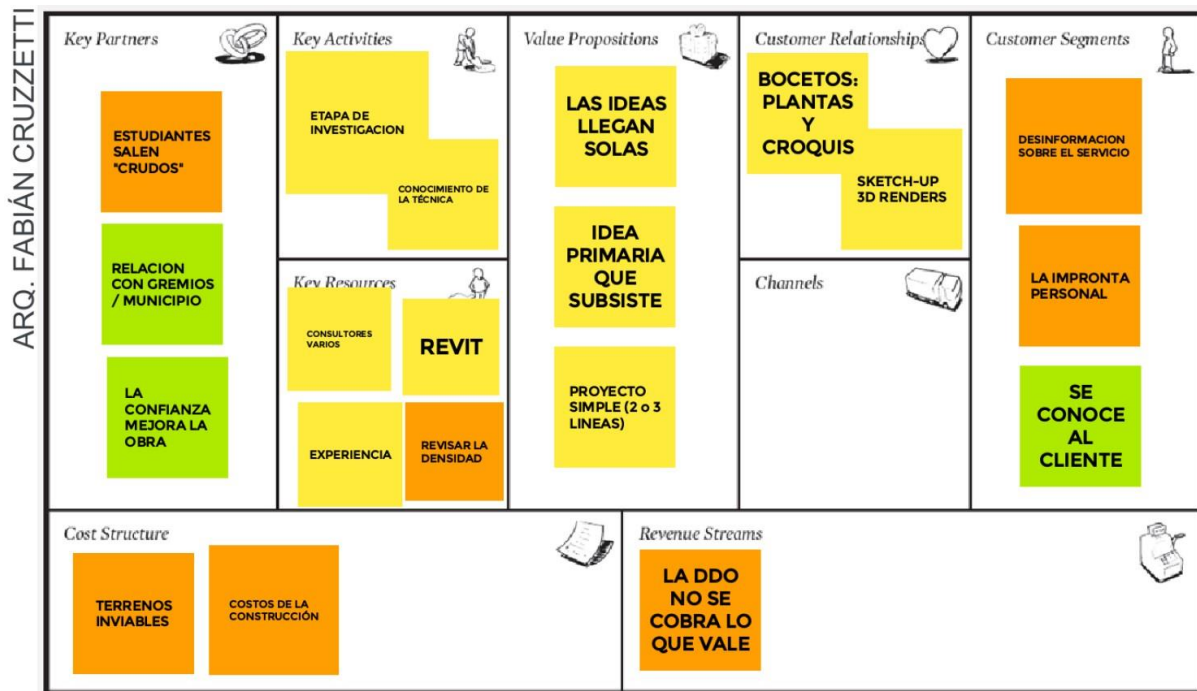 ARQ. FABIÁN CRUZZETTI
Key Partners
ESTUDIANTES
SALEN
"CRUDOS"
RELACION
CON GREMIOS
/ MUNICIPIO
LA
CONFIANZA
MEJORA LA
OBRA
Key Activities
ETAPA DE
INVESTIGACION
CONOCIMIENTO DE
LA TÉCNICA
Key Resources
CONSULTORES
VARIOS
REVIT
EXPERIENCIA
REVISAR LA
DENSIDAD
Value Propositions
LAS IDEAS
LLEGAN
SOLAS
IDEA
PRIMARIA
QUE
SUBSISTE
PROYECTO
SIMPLE (2 o 3
LINEAS)
Customer Relationships
BOCETOS:
PLANTAS
Y
CROQUIS
SKETCH-UP
3D RENDERS
Channels
Customer Segments
DESINFORMACION
SOBRE EL SERVICIO
LA IMPRONTA
PERSONAL
SE
CONOCE
AL
CLIENTE
Cost Structure
TERRENOS
INVIABLES
COSTOS DE LA
CONSTRUCCIÓN
Revenue Streams
LA DDO
NO SE
COBRA LO
QUE VALE